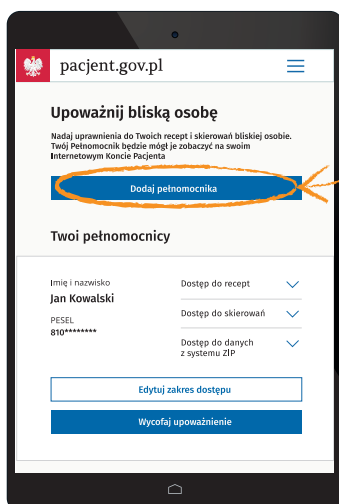 pacjent.gov.pl
Upoważnij bliską osobę
Nadaj uprawnienia do Twoich recept i skierowań bliskiej osobie.
Twój Pełnomocnik będzie mógł je zobaczyć na swoim
Internetowym Koncie Pacjenta
Dodaj pełnomocnika
Twoi pełnomocnicy
Imię i nazwisko
Jan Kowalski
PESEL
810********
Dostęp do recept
Dostęp do skierowań
Dostęp do danych
z systemu ZIP
Edytuj zakres dostępu
Wycofaj upoważnienie